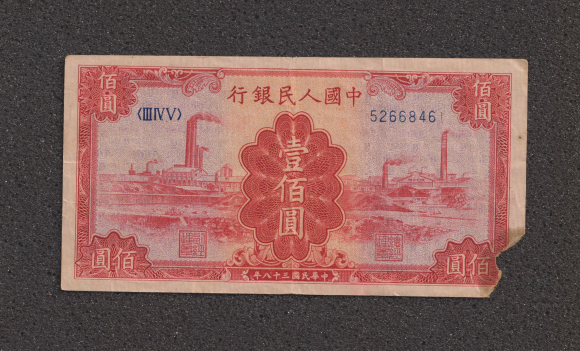 佰圓
佰圓
行銀民人國中
〈ⅢⅣⅤ〉
5266846
壹佰圓
圓佰
圓佰
年八十三國民華中